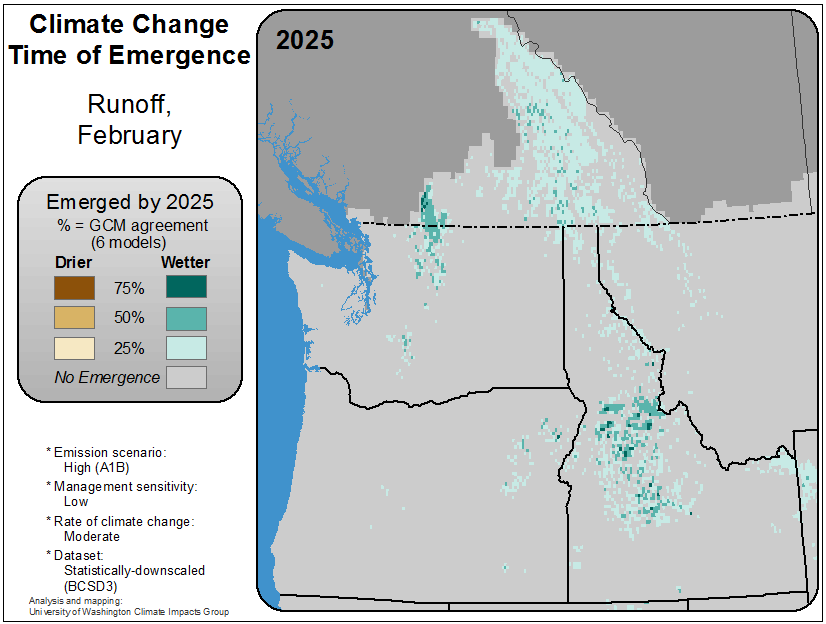 Climate Change
Time of Emergence
Runoff,
February
Emerged by 2025
% = GCM agreement
(6 models)
Drier Wetter
75%
50%
25%
No Emergence
* Emission scenario:
High (A1B)
* Management sensitivity:
Low
* Rate of climate change:
Moderate
* Dataset:
Statistically-downscaled
(BCSD3)
Analysis and mapping:
University of Washington Climate Impacts Group
2025